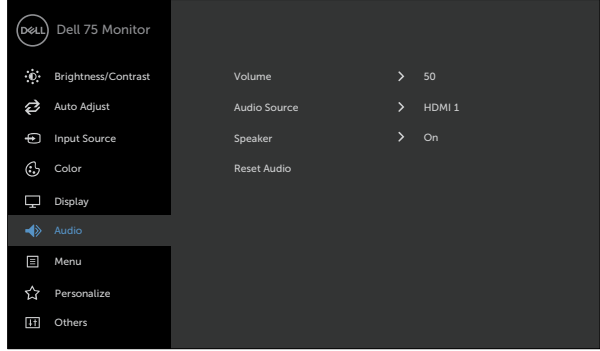 DELL Dell 75 Monitor
Brightness/Contrast
Auto Adjust
Input Source
Color
Display
Audio
Menu
Personalize
Others
Volume 50
Audio Source HDMI 1
Speaker On
Reset Audio